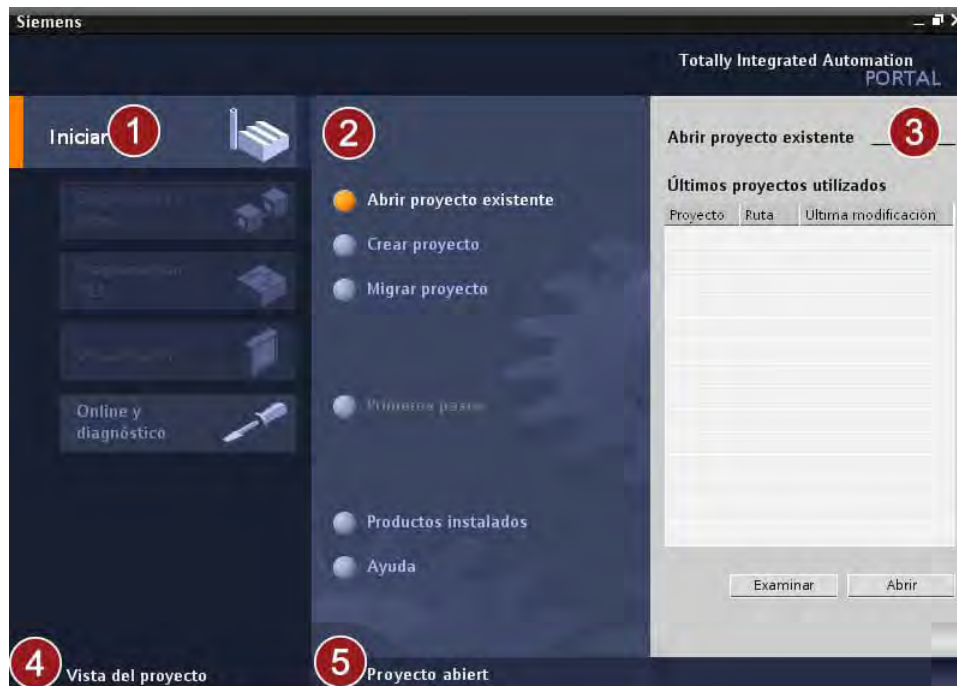 Siemens
Totally Integrated Automation
PORTAL
Iniciar
1
2
Abrir proyecto existente
3
Últimos proyectos utilizados
Proyecto Ruta Última modificación
Abrir proyecto existente
Crear proyecto
Migrar proyecto
Primeros pasos
Online y
diagnóstico
Productos instalados
Ayuda
Examinar Abrir
4
Vista del proyecto
5
Proyecto abiert